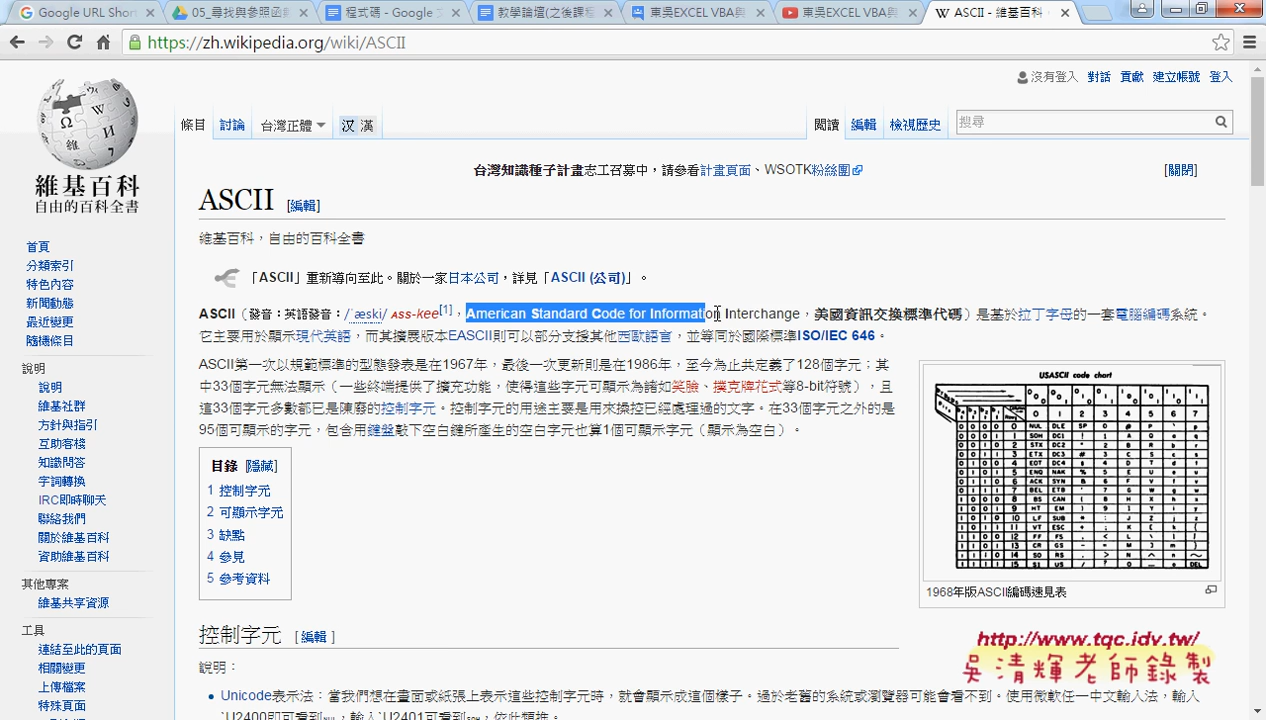 Google URL Short
05_尋找與參照函
程式碼 - Google
教學論壇(之後課
東吳EXCEL VBA與
東吳EXCEL VBA與
ASCII - 維基百科
https://zh.wikipedia.org/wiki/ASCII
沒有登入 對話 貢獻 建立帳號 登入
條目 討論 台灣正體 汉 漢 閱讀 編輯 檢視歷史 搜尋
維基百科
自由的百科全書
台灣知識種子計畫志工召募中，請參看計畫頁面、WSOTK粉絲團 [關閉]
ASCII [編輯]
維基百科，自由的百科全書
「ASCII」重新導向至此。關於一家日本公司，詳見「ASCII (公司)」。
ASCII（發音：英語發音：/ˈæski/ ASS-kee[1]，American Standard Code for Information Interchange，美國資訊交換標準代碼）是基於拉丁字母的一套電腦編碼系統。
它主要用於顯示現代英語，而其擴展版本EASCII則可以部分支援其他西歐語言，並等同於國際標準ISO/IEC 646。
ASCII第一次以規範標準的型態發表是在1967年，最後一次更新則是在1986年，至今為止共定義了128個字元；其
中33個字元無法顯示（一些終端提供了擴充功能，使得這些字元可顯示為諸如笑臉、撲克牌花式等8-bit符號），且
這33個字元多數都已是陳廢的控制字元。控制字元的用途主要是用來操控已經處理過的文字。在33個字元之外的是
95個可顯示的字元，包含用鍵盤敲下空白鍵所產生的空白字元也算1個可顯示字元（顯示為空白）。
目錄 [隱藏]
1 控制字元
2 可顯示字元
3 缺點
4 參見
5 參考資料
USASCII code chart
1968年版ASCII編碼速見表
控制字元 [編輯]
說明：
Unicode表示法：當我們想在畫面或紙張上表示這些控制字元時，就會顯示成這個樣子。過於老舊的系統或瀏覽器可能會看不到。使用微軟任一中文輸入法，輸入
`U2400即可看到NUL，輸入`U2401可看到SOH，依此類推。
首頁
分類索引
特色內容
新聞動態
最近變更
隨機條目
說明
說明
維基社群
方針與指引
互助客棧
知識問答
字詞轉換
IRC即時聊天
聯絡我們
關於維基百科
資助維基百科
其他專案
維基共享資源
工具
連結至此的頁面
相關變更
上傳檔案
特殊頁面
http://www.tqc.idv.tw/
吳清輝老師錄製